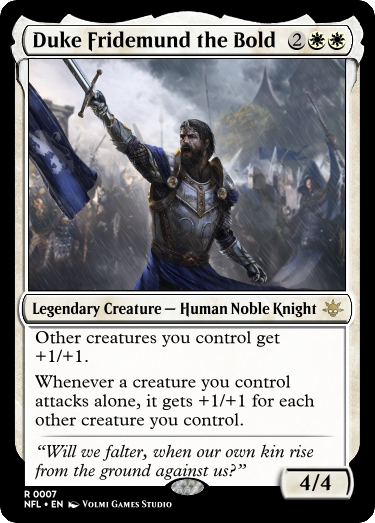 Duke Fridemund the Bold 2
Legendary Creature — Human Noble Knight
Other creatures you control get
+1/+1.
Whenever a creature you control
attacks alone, it gets +1/+1 for each
other creature you control.
“Will we falter, when our own kin rise
from the ground against us?”
4/4
R 0007
NFL • EN Volmi Games Studio